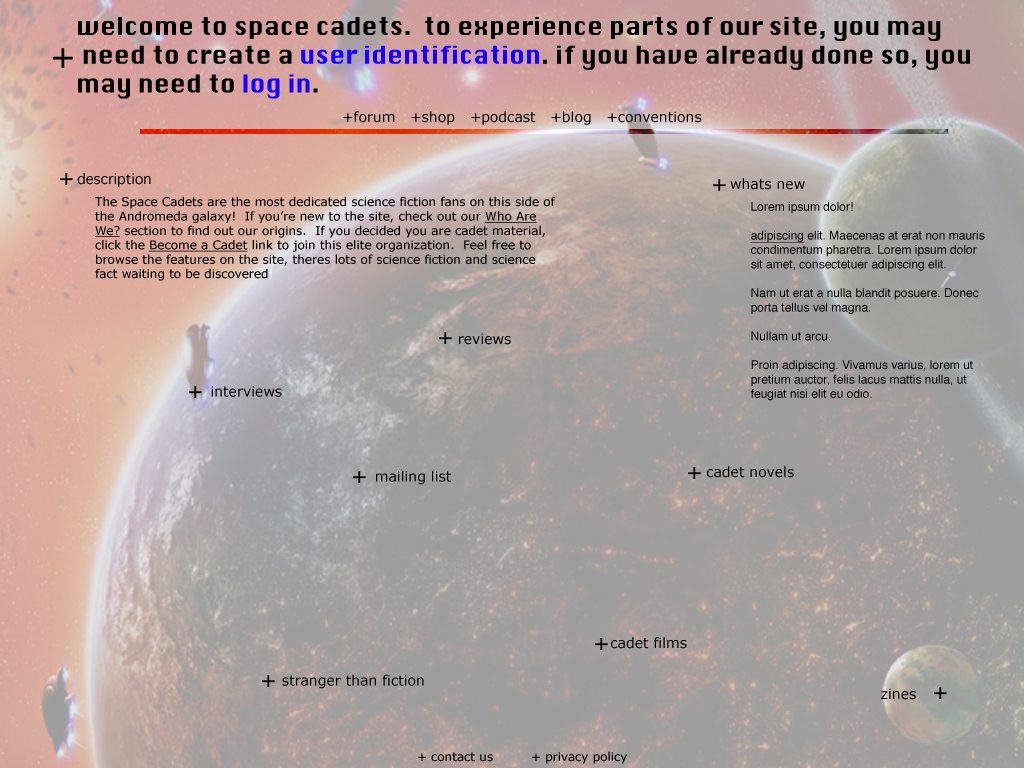 welcome to space cadets. to experience parts of our site, you may
+ need to create a user identification. if you have already done so, you
may need to log in.
+forum +shop +podcast +blog +conventions
+ description
The Space Cadets are the most dedicated science fiction fans on this side of
the Andromeda galaxy! If you're new to the site, check out our Who Are
We? section to find out our origins. If you decided you are cadet material,
click the Become a Cadet link to join this elite organization. Feel free to
browse the features on the site, theres lots of science fiction and science
fact waiting to be discovered
+ whats new
Lorem ipsum dolor!
adipiscing elit. Maecenas at erat non mauris
condimentum pharetra. Lorem ipsum dolor
sit amet, consectetuer adipiscing elit.
Nam ut erat a nulla blandit posuere. Donec
porta tellus vel magna.
Nullam ut arcu.
Proin adipiscing. Vivamus varius, lorem ut
pretium auctor, felis lacus mattis nulla, ut
feugiat nisi elit eu odio.
+ reviews
+ interviews
+ mailing list
+ cadet novels
+ cadet films
+ stranger than fiction
zines +
+ contact us + privacy policy